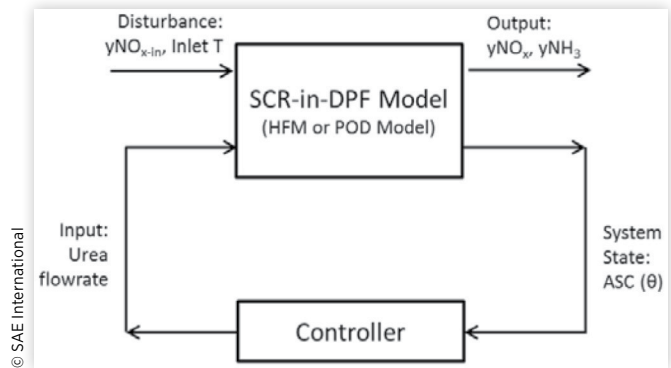 Disturbance:
yNOₓ₋ᵢₙ, Inlet T
Output:
yNOₓ, yNH₃
SCR-in-DPF Model
(HFM or POD Model)
Input:
Urea
flowrate
System
State:
ASC (θ)
Controller
© SAE International